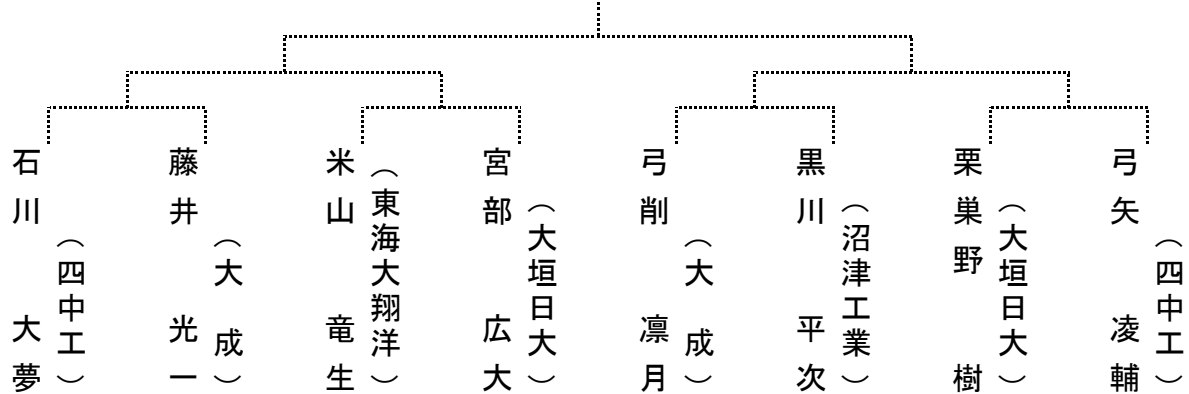 石川 大夢
（四中工）
藤井 光一
（大成）
米山 竜生
（東海大翔洋）
宮部 広大
（大垣日大）
弓削 凛月
（大成）
黒川 平次
（沼津工業）
栗巣野 樹
（大垣日大）
弓矢 凌輔
（四中工）